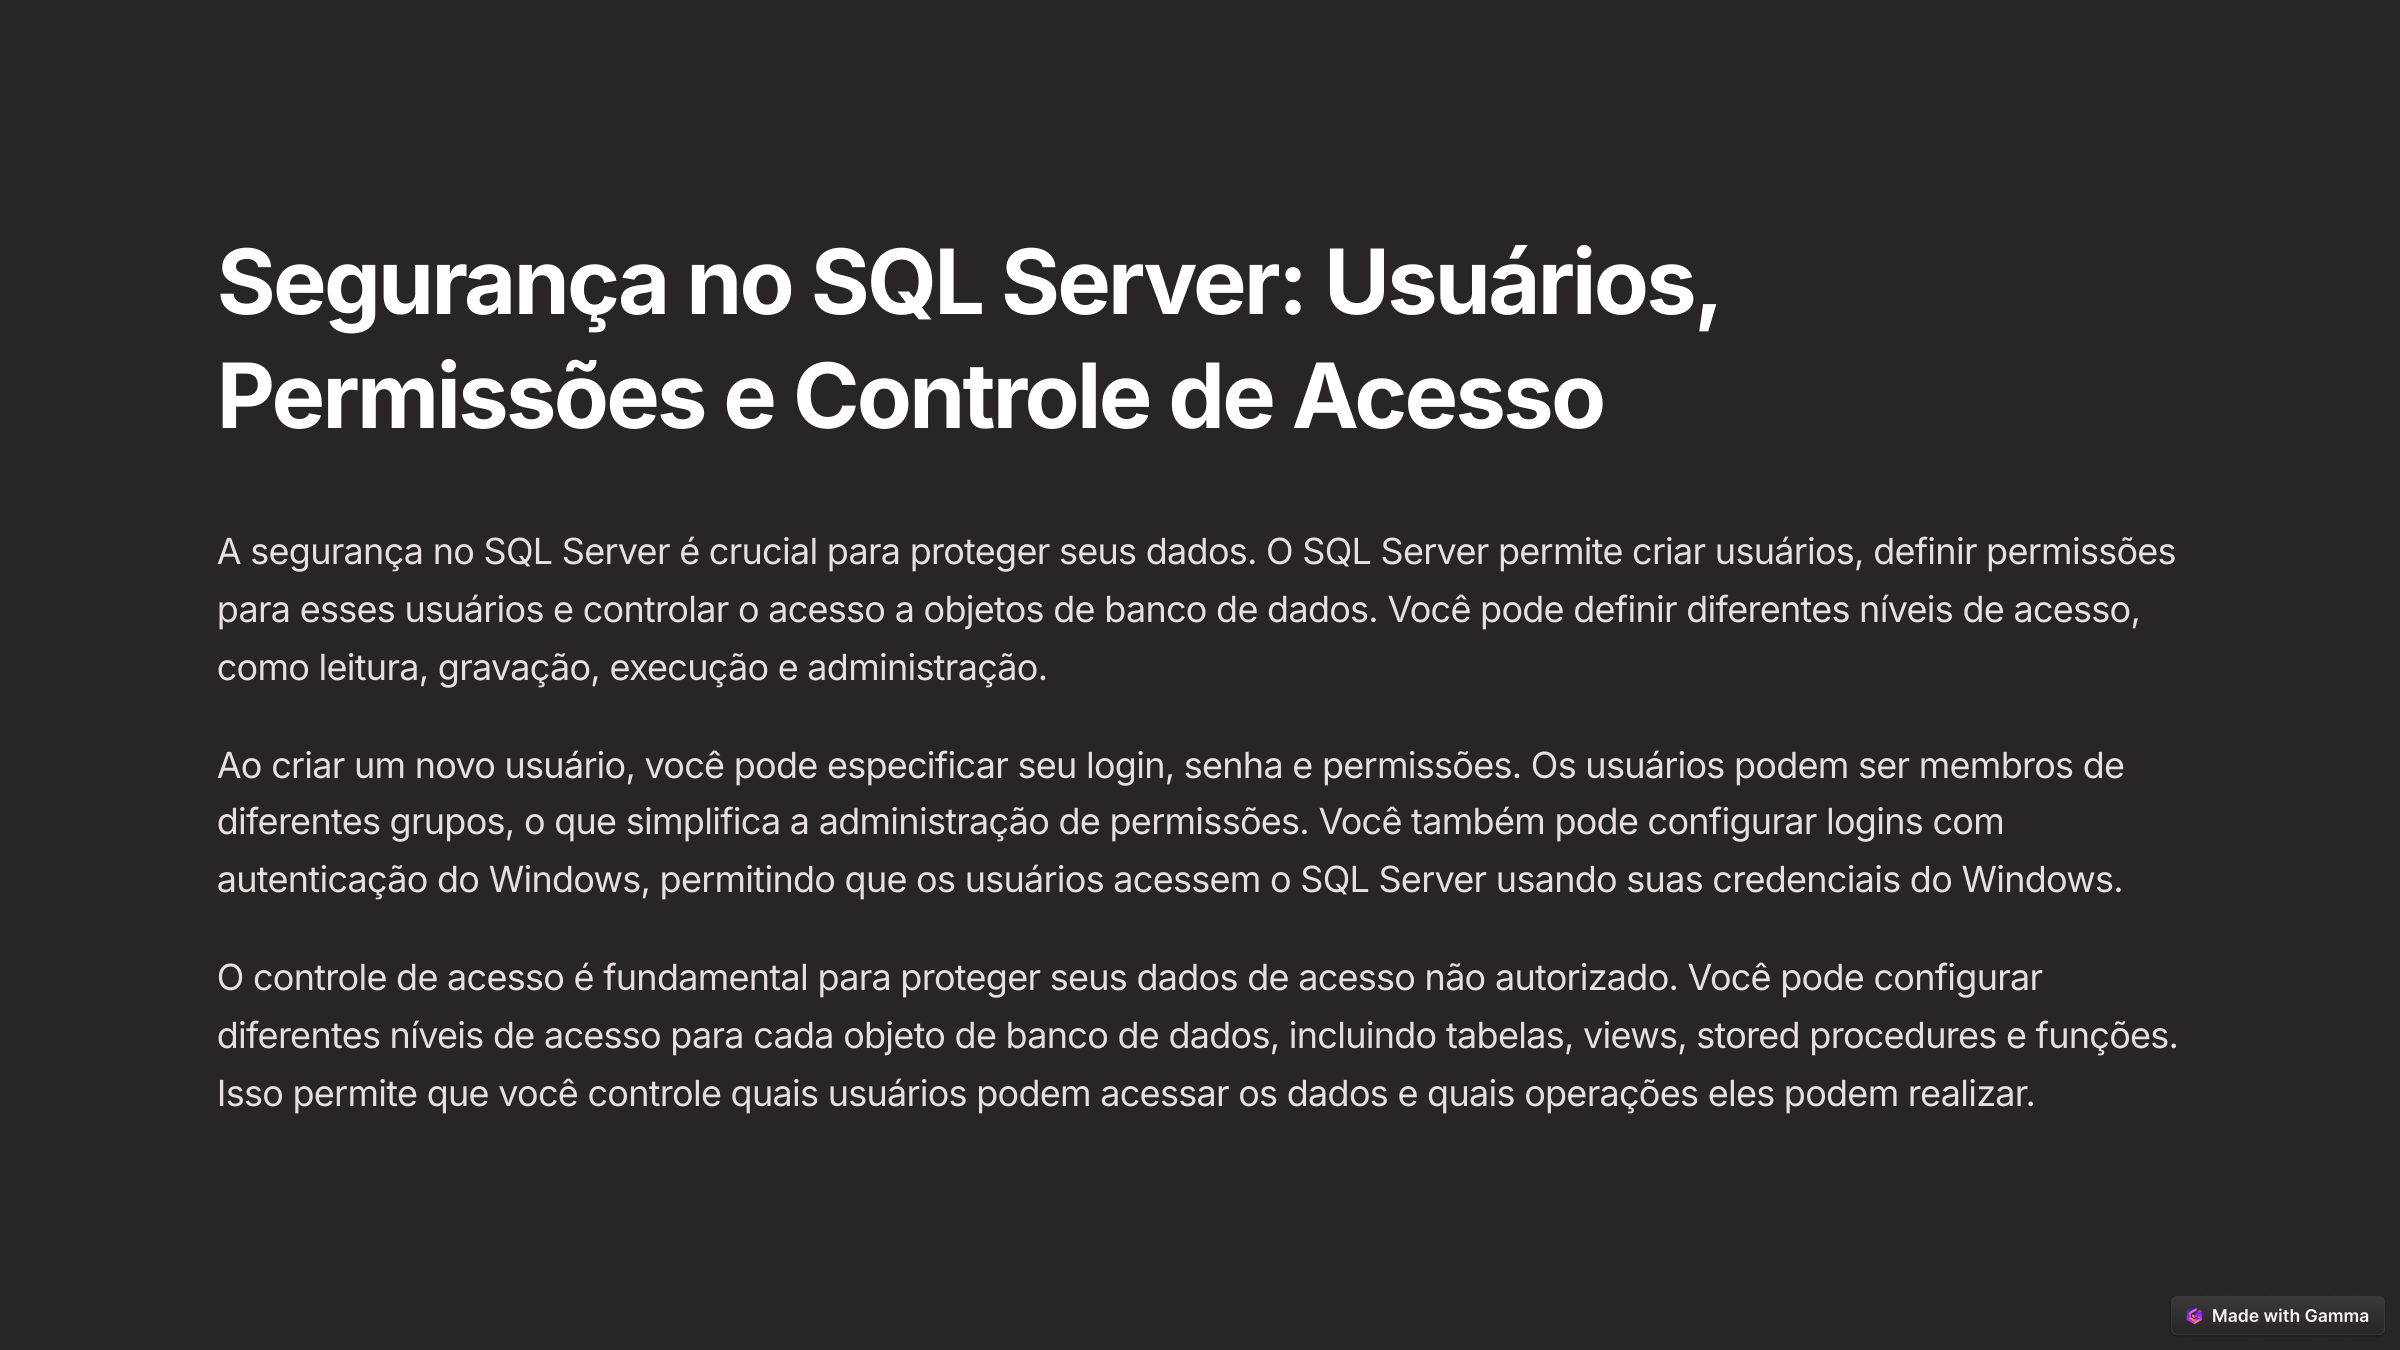 Segurança no SQL Server: Usuários,
Permissões e Controle de Acesso
A segurança no SQL Server é crucial para proteger seus dados. O SQL Server permite criar usuários, definir permissões
para esses usuários e controlar o acesso a objetos de banco de dados. Você pode definir diferentes níveis de acesso,
como leitura, gravação, execução e administração.
Ao criar um novo usuário, você pode especificar seu login, senha e permissões. Os usuários podem ser membros de
diferentes grupos, o que simplifica a administração de permissões. Você também pode configurar logins com
autenticação do Windows, permitindo que os usuários acessem o SQL Server usando suas credenciais do Windows.
O controle de acesso é fundamental para proteger seus dados de acesso não autorizado. Você pode configurar
diferentes níveis de acesso para cada objeto de banco de dados, incluindo tabelas, views, stored procedures e funções.
Isso permite que você controle quais usuários podem acessar os dados e quais operações eles podem realizar.
Made with Gamma